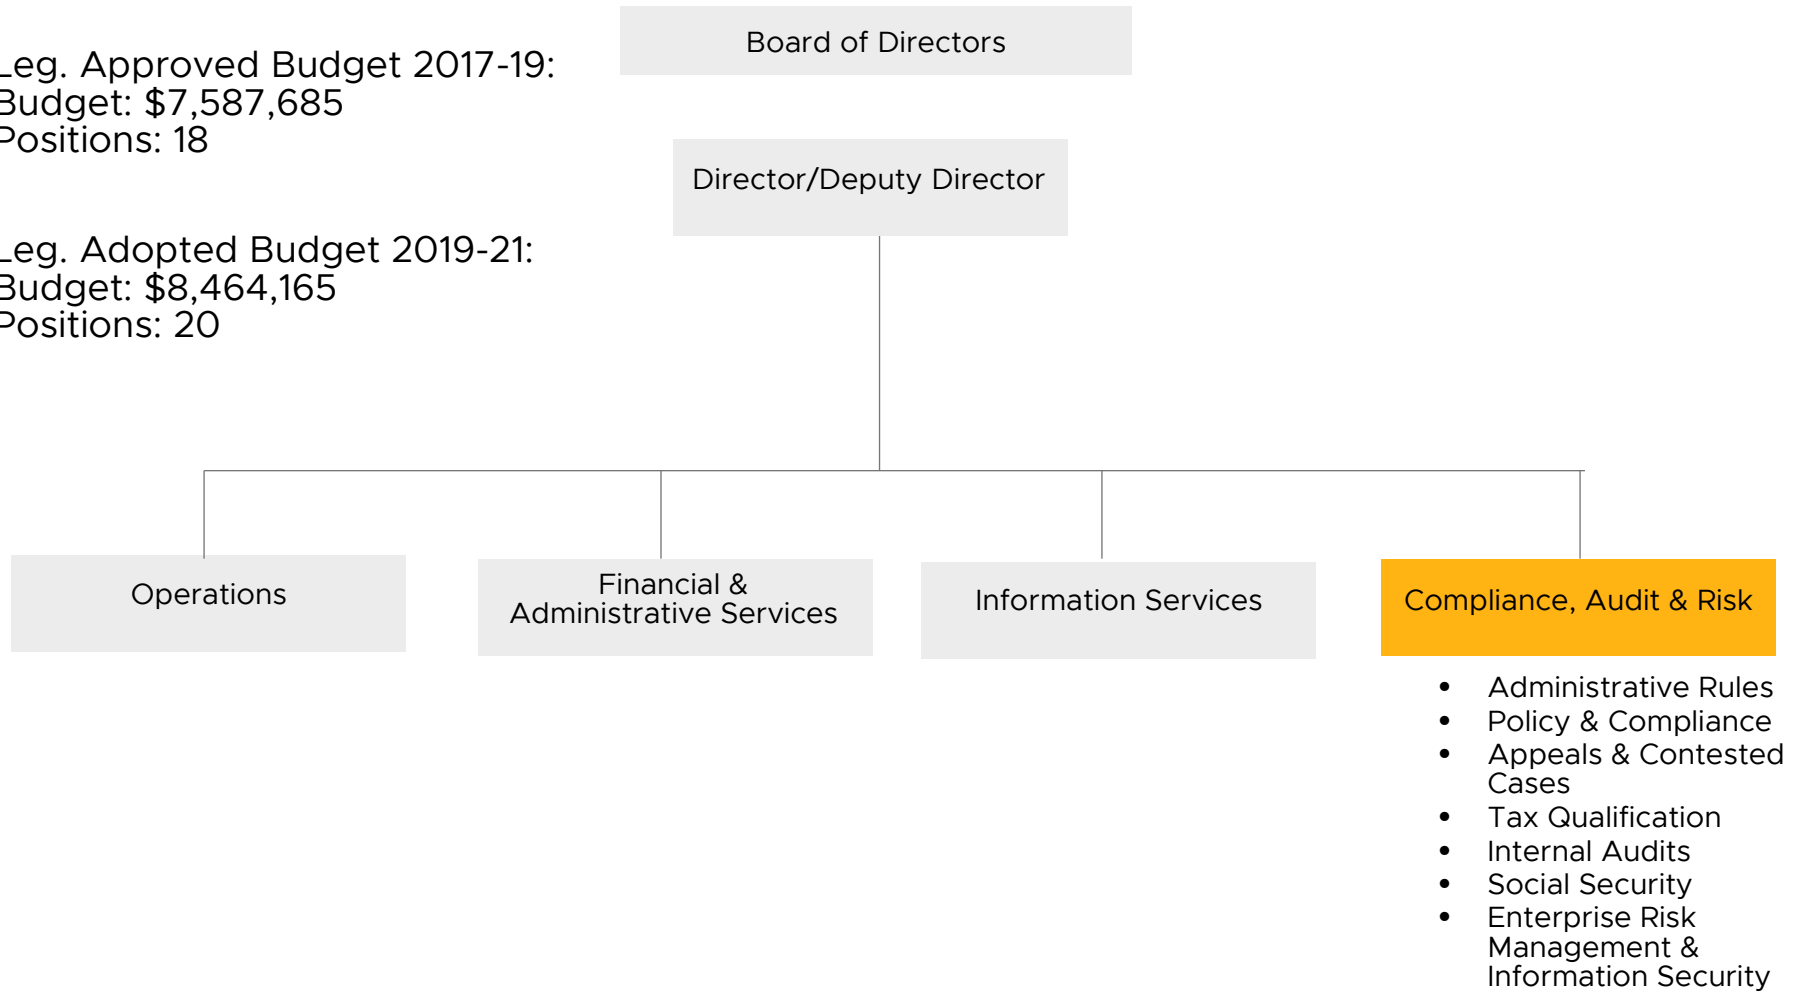 Board of Directors
Leg. Approved Budget 2017-19:
Budget: $7,587,685
Positions: 18
Director/Deputy Director
Leg. Adopted Budget 2019-21:
Budget: $8,464,165
Positions: 20
Operations
Financial &
Administrative Services
Information Services
Compliance, Audit & Risk
• Administrative Rules
• Policy & Compliance
• Appeals & Contested
Cases
• Tax Qualification
• Internal Audits
• Social Security
• Enterprise Risk
Management &
Information Security